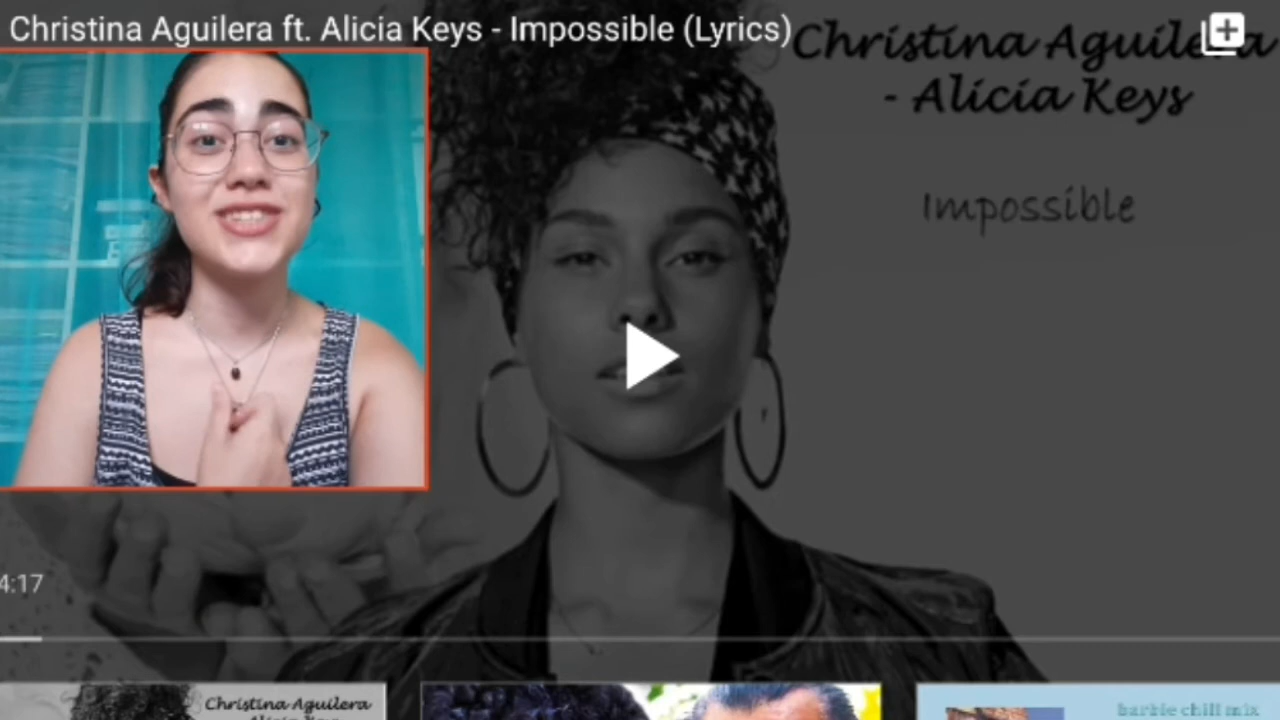 Christina Aguilera ft. Alicia Keys - Impossible (Lyrics)
Christina Aguilera
- Alicia Keys
Impossible
4:17
Christina Aguilera
barbie chill mix